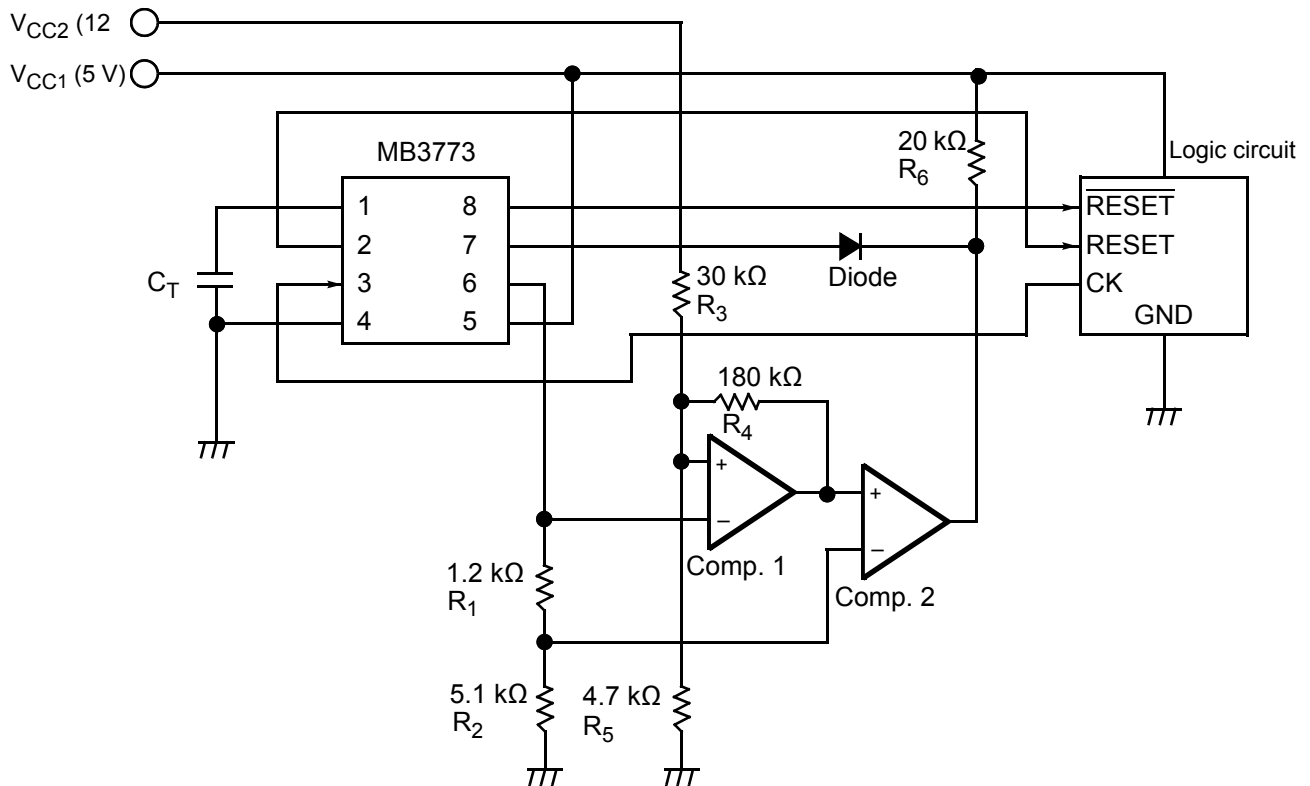 VCC2 (12
VCC1 (5 V)
MB3773
1 8
2 7
3 6
4 5
CT
20 kΩ
R6
Logic circuit
RESET
RESET
CK
GND
Diode
30 kΩ
R3
180 kΩ
R4
+
−
Comp. 1
+
−
Comp. 2
1.2 kΩ
R1
5.1 kΩ
R2
4.7 kΩ
R5